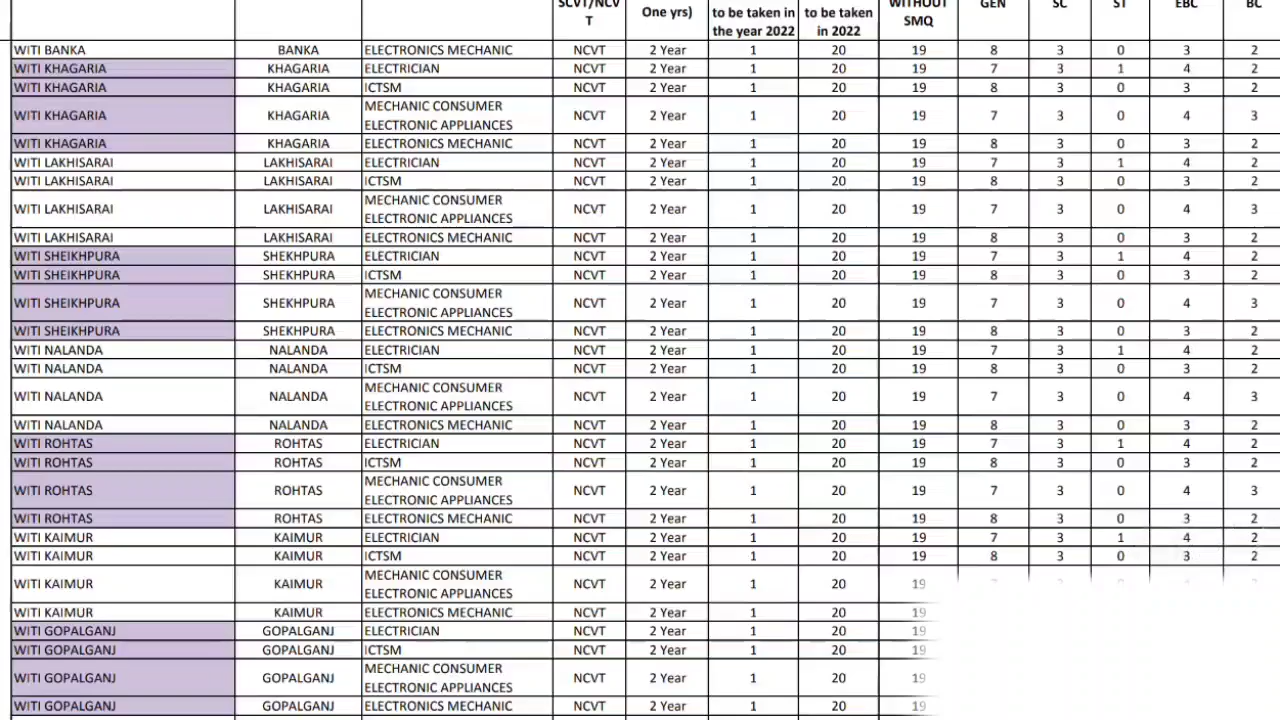 SCVT/NCV
T
One yrs)
to be taken in
the year 2022
to be taken
in 2022
WITHOUT
SMQ
GEN
SC
ST
EBC
BC
WITI BANKA BANKA ELECTRONICS MECHANIC NCVT 2 Year 1 20 19 8 3 0 3 2
WITI KHAGARIA KHAGARIA ELECTRICIAN NCVT 2 Year 1 20 19 7 3 1 4 2
WITI KHAGARIA KHAGARIA ICTSM NCVT 2 Year 1 20 19 8 3 0 3 2
WITI KHAGARIA KHAGARIA MECHANIC CONSUMER
ELECTRONIC APPLIANCES NCVT 2 Year 1 20 19 7 3 0 4 3
WITI KHAGARIA KHAGARIA ELECTRONICS MECHANIC NCVT 2 Year 1 20 19 8 3 0 3 2
WITI LAKHISARAI LAKHISARAI ELECTRICIAN NCVT 2 Year 1 20 19 7 3 1 4 2
WITI LAKHISARAI LAKHISARAI ICTSM NCVT 2 Year 1 20 19 8 3 0 3 2
WITI LAKHISARAI LAKHISARAI MECHANIC CONSUMER
ELECTRONIC APPLIANCES NCVT 2 Year 1 20 19 7 3 0 4 3
WITI LAKHISARAI LAKHISARAI ELECTRONICS MECHANIC NCVT 2 Year 1 20 19 8 3 0 3 2
WITI SHEIKHPURA SHEKHPURA ELECTRICIAN NCVT 2 Year 1 20 19 7 3 1 4 2
WITI SHEIKHPURA SHEKHPURA ICTSM NCVT 2 Year 1 20 19 8 3 0 3 2
WITI SHEIKHPURA SHEKHPURA MECHANIC CONSUMER
ELECTRONIC APPLIANCES NCVT 2 Year 1 20 19 7 3 0 4 3
WITI SHEIKHPURA SHEKHPURA ELECTRONICS MECHANIC NCVT 2 Year 1 20 19 8 3 0 3 2
WITI NALANDA NALANDA ELECTRICIAN NCVT 2 Year 1 20 19 7 3 1 4 2
WITI NALANDA NALANDA ICTSM NCVT 2 Year 1 20 19 8 3 0 3 2
WITI NALANDA NALANDA MECHANIC CONSUMER
ELECTRONIC APPLIANCES NCVT 2 Year 1 20 19 7 3 0 4 3
WITI NALANDA NALANDA ELECTRONICS MECHANIC NCVT 2 Year 1 20 19 8 3 0 3 2
WITI ROHTAS ROHTAS ELECTRICIAN NCVT 2 Year 1 20 19 7 3 1 4 2
WITI ROHTAS ROHTAS ICTSM NCVT 2 Year 1 20 19 8 3 0 3 2
WITI ROHTAS ROHTAS MECHANIC CONSUMER
ELECTRONIC APPLIANCES NCVT 2 Year 1 20 19 7 3 0 4 3
WITI ROHTAS ROHTAS ELECTRONICS MECHANIC NCVT 2 Year 1 20 19 8 3 0 3 2
WITI KAIMUR KAIMUR ELECTRICIAN NCVT 2 Year 1 20 19 7 3 1 4 2
WITI KAIMUR KAIMUR ICTSM NCVT 2 Year 1 20 19 8 3 0 3 2
WITI KAIMUR KAIMUR MECHANIC CONSUMER
ELECTRONIC APPLIANCES NCVT 2 Year 1 20 19
WITI KAIMUR KAIMUR ELECTRONICS MECHANIC NCVT 2 Year 1 20 19
WITI GOPALGANJ GOPALGANJ ELECTRICIAN NCVT 2 Year 1 20 19
WITI GOPALGANJ GOPALGANJ ICTSM NCVT 2 Year 1 20 19
WITI GOPALGANJ GOPALGANJ MECHANIC CONSUMER
ELECTRONIC APPLIANCES NCVT 2 Year 1 20 19
WITI GOPALGANJ GOPALGANJ ELECTRONICS MECHANIC NCVT 2 Year 1 20 19